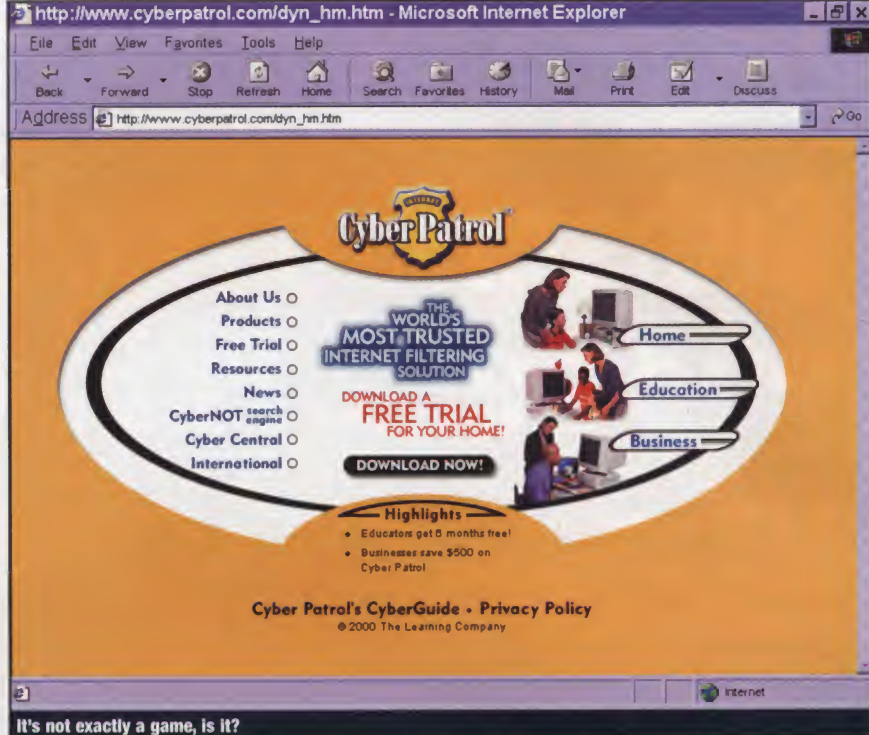 http://www.cyberpatrol.com/dyn_hm.htm - Microsoft Internet Explorer
File Edit View Favorites Tools Help
Back Forward Stop Refresh Home Search Favorites History Mail Print Edit Discuss
Address http://www.cyberpatrol.com/dyn_hm.htm Go
INTERNET
CyberPatrol
About Us
Products
Free Trial
Resources
News
CyberNOT search engine
Cyber Central
International
THE
WORLD'S
MOST TRUSTED
INTERNET FILTERING
SOLUTION
DOWNLOAD A
FREE TRIAL
FOR YOUR HOME!
DOWNLOAD NOW!
Home
Education
Business
Highlights
• Educators get 6 months free!
• Businesses save $500 on
Cyber Patrol
Cyber Patrol's CyberGuide • Privacy Policy
© 2000 The Learning Company
Internet
It's not exactly a game, is it?